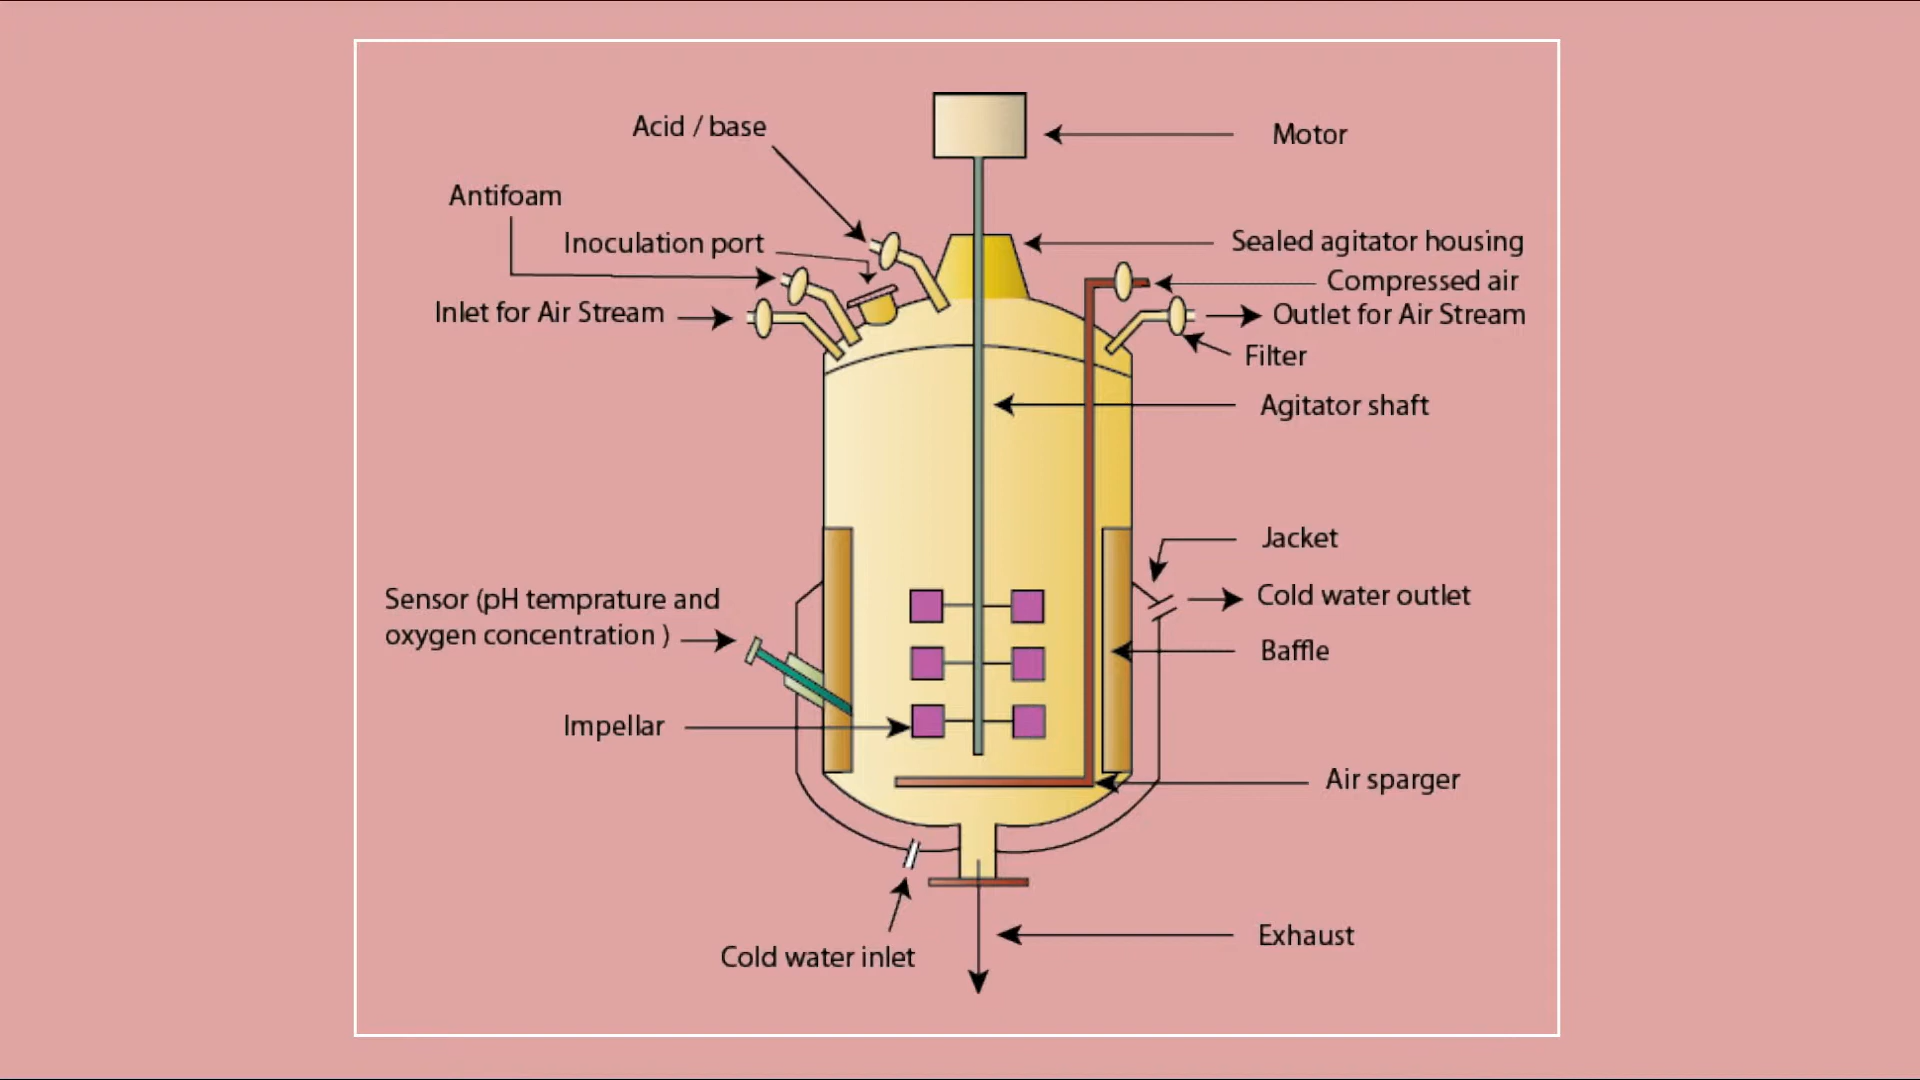 Acid / base
Motor
Antifoam
Inoculation port
Sealed agitator housing
Compressed air
Inlet for Air Stream
Outlet for Air Stream
Filter
Agitator shaft
Jacket
Cold water outlet
Sensor (pH temprature and
oxygen concentration )
Baffle
Impellar
Air sparger
Exhaust
Cold water inlet